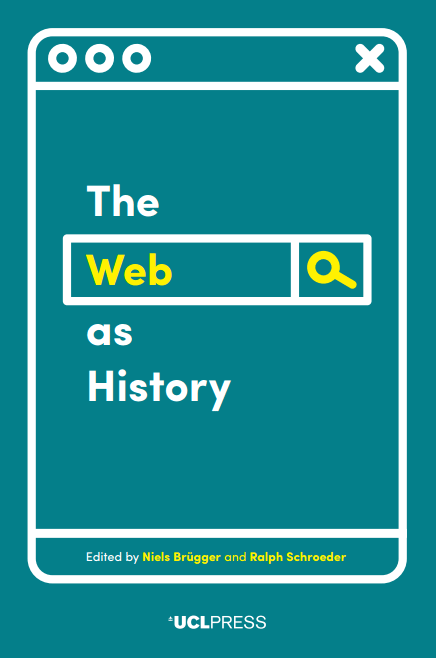 The
Web
as
History
Edited by Niels Brügger and Ralph Schroeder
UCLPRESS